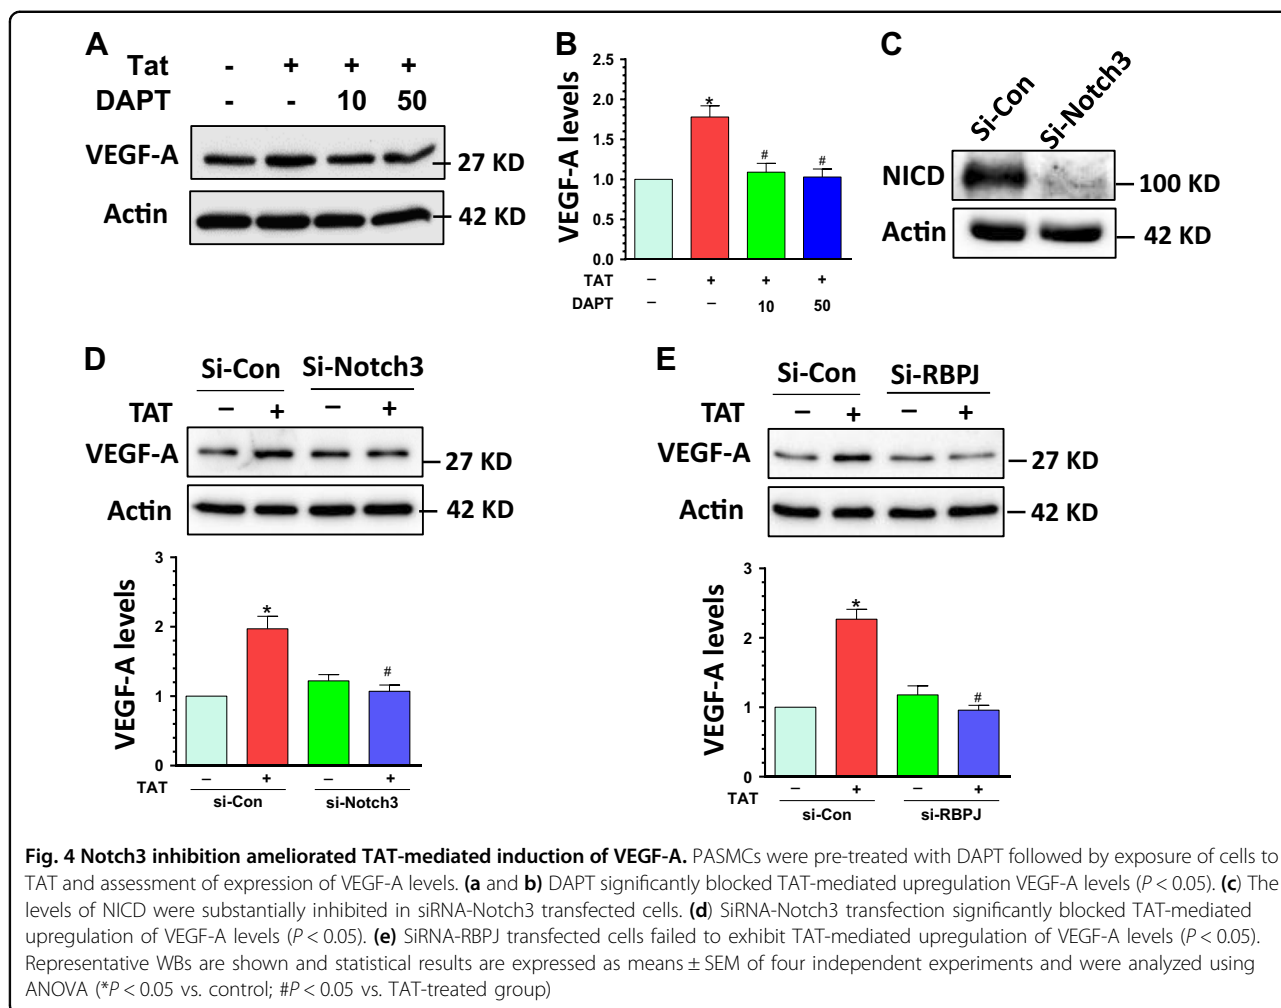 A
Tat - + + +
DAPT - - 10 50
VEGF-A
27 KD
Actin
42 KD
B
VEGF-A levels
2.5
2.0
1.5
1.0
0.5
0.0
*
#
#
TAT – + + +
DAPT – – 10 50
C
Si-Con
Si-Notch3
NICD
100 KD
Actin
42 KD
D
Si-Con Si-Notch3
TAT – + – +
VEGF-A
27 KD
Actin
42 KD
VEGF-A levels
3
2
1
0
*
#
TAT – + – +
si-Con si-Notch3
E
Si-Con Si-RBPJ
TAT – + – +
VEGF-A
27 KD
Actin
42 KD
VEGF-A levels
3
2
1
0
*
#
TAT – + – +
si-Con si-RBPJ
Fig. 4 Notch3 inhibition ameliorated TAT-mediated induction of VEGF-A. PASMCs were pre-treated with DAPT followed by exposure of cells to
TAT and assessment of expression of VEGF-A levels. (a and b) DAPT significantly blocked TAT-mediated upregulation VEGF-A levels (P < 0.05). (c) The
levels of NICD were substantially inhibited in siRNA-Notch3 transfected cells. (d) SiRNA-Notch3 transfection significantly blocked TAT-mediated
upregulation of VEGF-A levels (P < 0.05). (e) SiRNA-RBPJ transfected cells failed to exhibit TAT-mediated upregulation of VEGF-A levels (P < 0.05).
Representative WBs are shown and statistical results are expressed as means ± SEM of four independent experiments and were analyzed using
ANOVA (*P < 0.05 vs. control; #P < 0.05 vs. TAT-treated group)